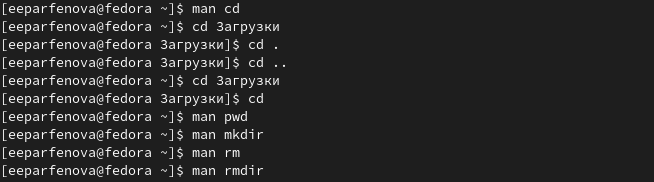 [eeparfenova@fedora ~]$ man cd
[eeparfenova@fedora ~]$ cd Загрузки
[eeparfenova@fedora Загрузки]$ cd .
[eeparfenova@fedora Загрузки]$ cd ..
[eeparfenova@fedora ~]$ cd Загрузки
[eeparfenova@fedora Загрузки]$ cd
[eeparfenova@fedora ~]$ man pwd
[eeparfenova@fedora ~]$ man mkdir
[eeparfenova@fedora ~]$ man rm
[eeparfenova@fedora ~]$ man rmdir